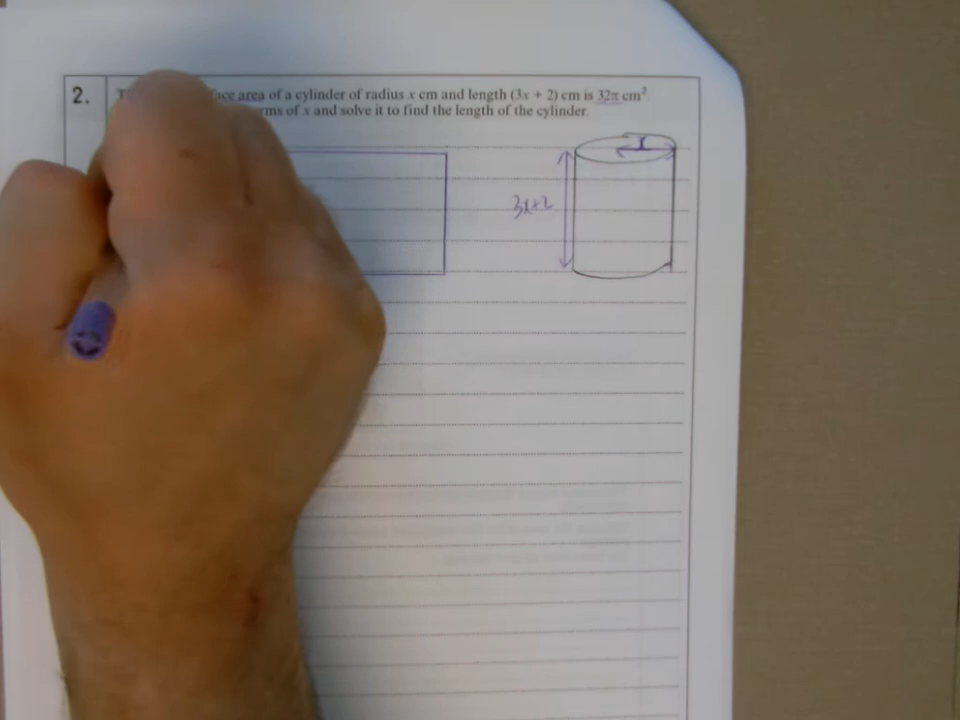 2. face area of a cylinder of radius x cm and length (3x + 2) cm is 32π cm².
rms of x and solve it to find the length of the cylinder.
x
3x+2